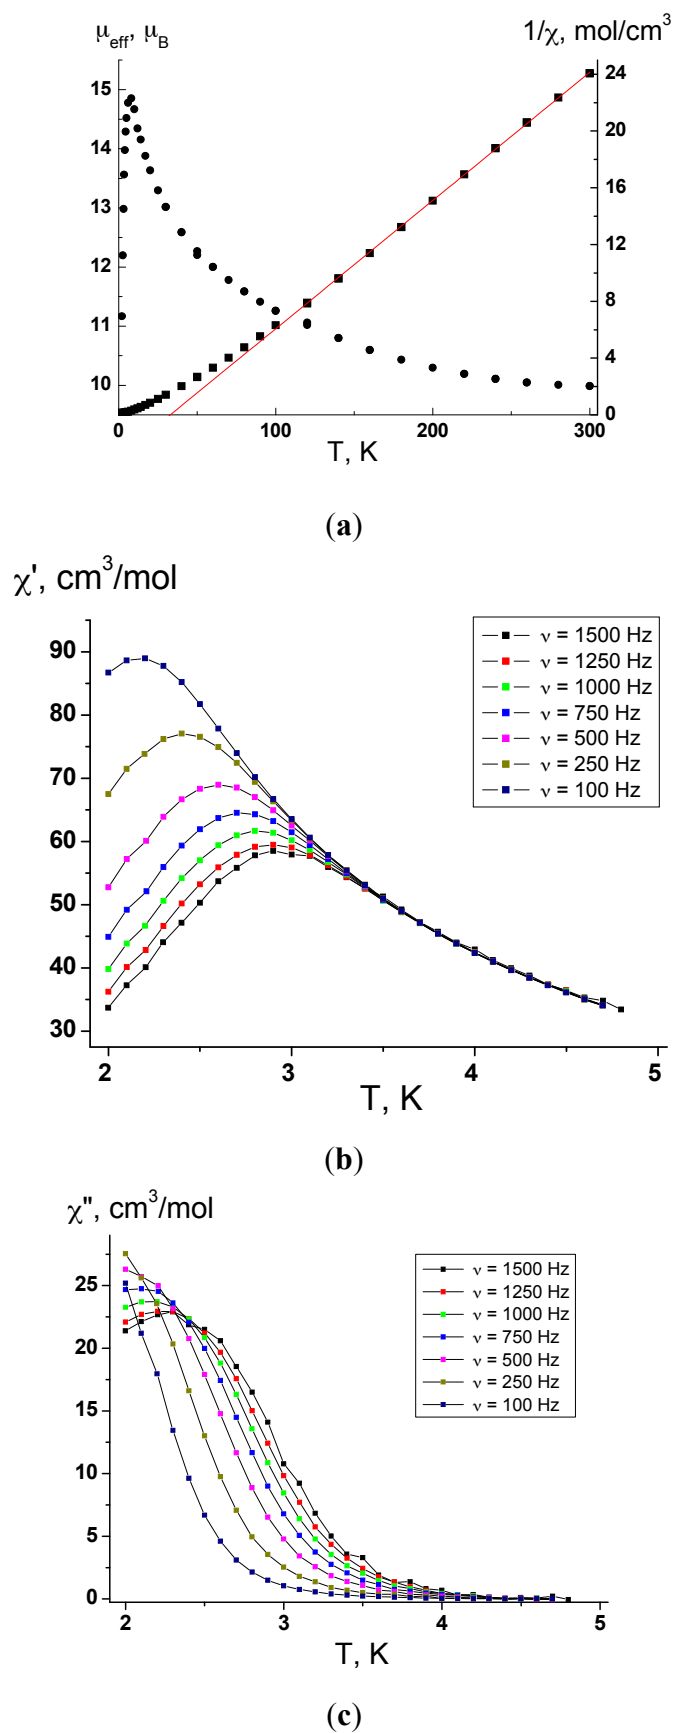 μeff, μB
1/χ, mol/cm³
15
14
13
12
11
10
24
20
16
12
8
4
0
0 100 200 300
T, K
(a)
χ', cm³/mol
90
80
70
60
50
40
30
ν = 1500 Hz
ν = 1250 Hz
ν = 1000 Hz
ν = 750 Hz
ν = 500 Hz
ν = 250 Hz
ν = 100 Hz
2 3 4 5
T, K
(b)
χ", cm³/mol
25
20
15
10
5
0
ν = 1500 Hz
ν = 1250 Hz
ν = 1000 Hz
ν = 750 Hz
ν = 500 Hz
ν = 250 Hz
ν = 100 Hz
2 3 4 5
T, K
(c)